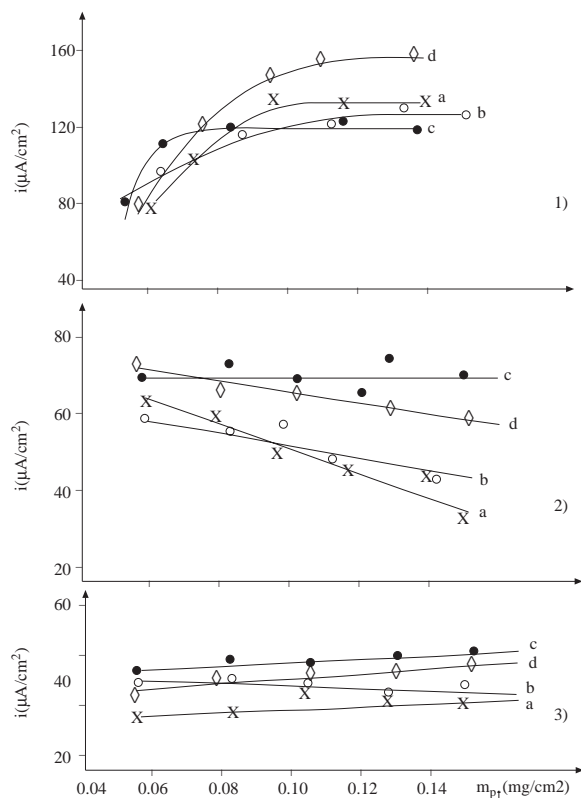 i(μA/cm²)
160
120
80
40
d
a
b
c
1)
i(μA/cm²)
80
60
40
20
c
d
b
a
2)
i(μA/cm²)
60
40
20
c
d
b
a
3)
0.04 0.06 0.08 0.10 0.12 0.14 m_Pt(mg/cm2)